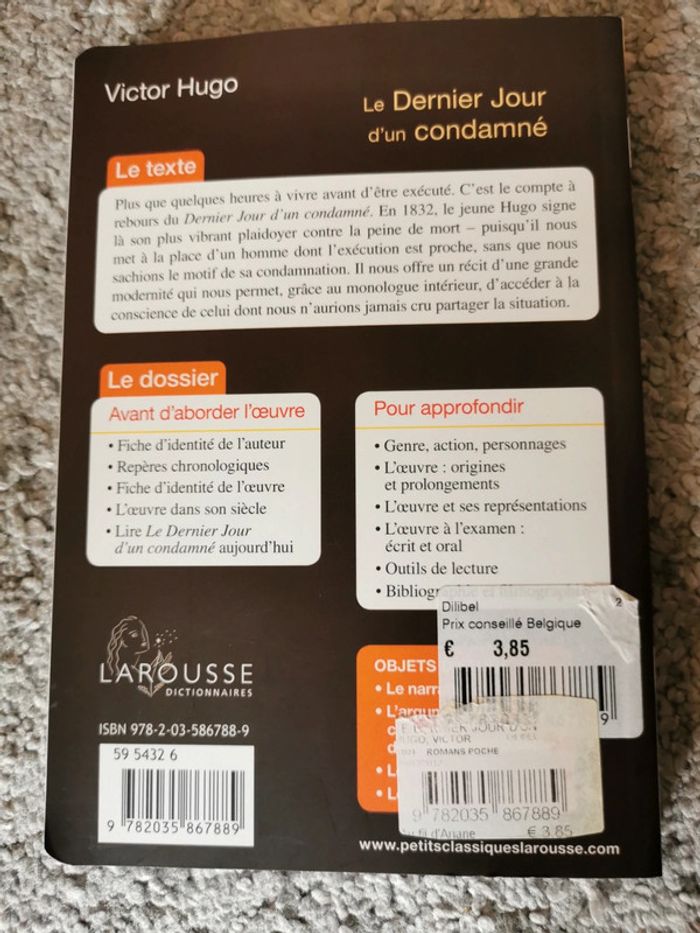 Victor Hugo
Le Dernier Jour
d'un condamné
Le texte
Plus que quelques heures à vivre avant d'être exécuté. C'est le compte à
rebours du Dernier Jour d'un condamné. En 1832, le jeune Hugo signe
là son plus vibrant plaidoyer contre la peine de mort – puisqu'il nous
met à la place d'un homme dont l'exécution est proche, sans que nous
sachions le motif de sa condamnation. Il nous offre un récit d'une grande
modernité qui nous permet, grâce au monologue intérieur, d'accéder à la
conscience de celui dont nous n'aurions jamais cru partager la situation.
Le dossier
Avant d'aborder l'œuvre
• Fiche d'identité de l'auteur
• Repères chronologiques
• Fiche d'identité de l'œuvre
• L'œuvre dans son siècle
• Lire Le Dernier Jour
d'un condamné aujourd'hui
Pour approfondir
• Genre, action, personnages
• L'œuvre : origines
et prolongements
• L'œuvre et ses représentations
• L'œuvre à l'examen :
écrit et oral
• Outils de lecture
• Bibliographie et filmographie
Dilibel 2
Prix conseillé Belgique
€ 3,85
9
OBJETS
• Le narra
HUGO, VICTOR
ROMANS POCHE
9 782035 867889
fil d'Ariane € 3,85
LAROUSSE
DICTIONNAIRES
ISBN 978-2-03-586788-9
59 5432 6
9 782035 867889
www.petitsclassiqueslarousse.com